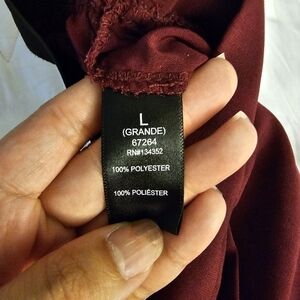 L
(GRANDE)
67264
RN#134352
100% POLYESTER
100% POLIÉSTER